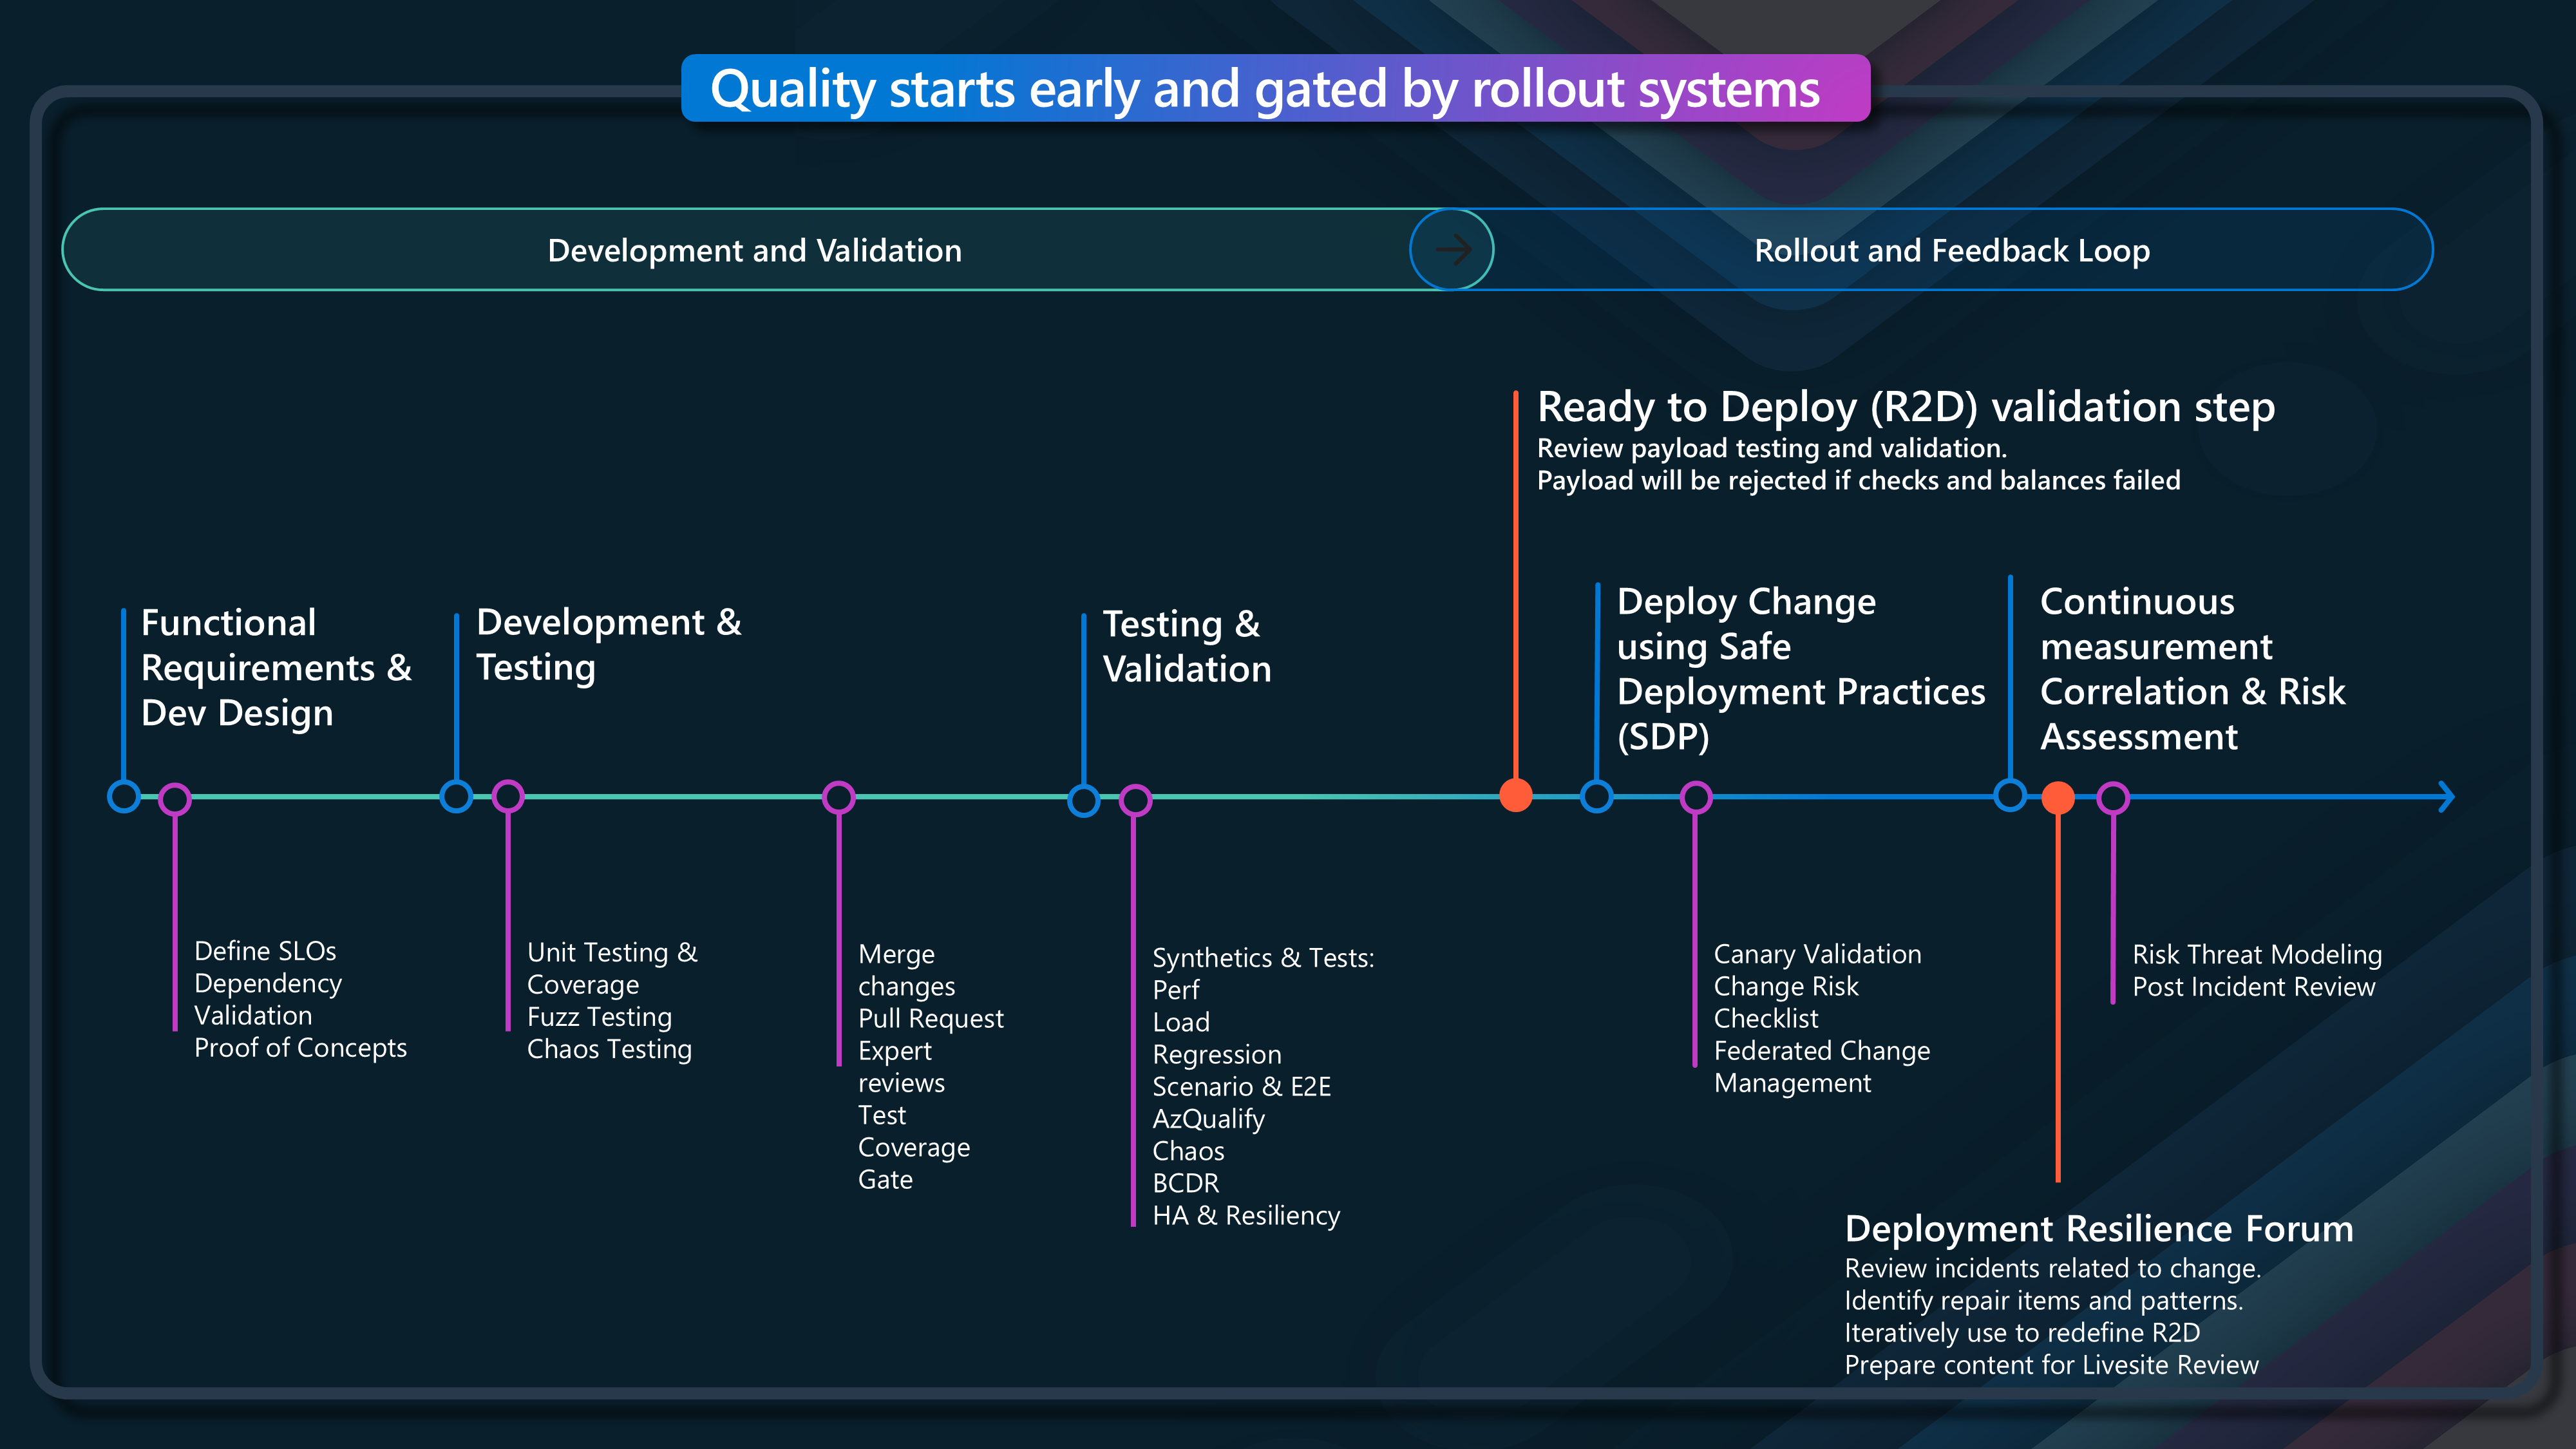 Quality starts early and gated by rollout systems
Development and Validation
Rollout and Feedback Loop
Ready to Deploy (R2D) validation step
Review payload testing and validation.
Payload will be rejected if checks and balances failed
Functional
Requirements &
Dev Design
Development &
Testing
Testing &
Validation
Deploy Change
using Safe
Deployment Practices
(SDP)
Continuous
measurement
Correlation & Risk
Assessment
Define SLOs
Dependency
Validation
Proof of Concepts
Unit Testing &
Coverage
Fuzz Testing
Chaos Testing
Merge
changes
Pull Request
Expert
reviews
Test
Coverage
Gate
Synthetics & Tests:
Perf
Load
Regression
Scenario & E2E
AzQualify
Chaos
BCDR
HA & Resiliency
Canary Validation
Change Risk
Checklist
Federated Change
Management
Risk Threat Modeling
Post Incident Review
Deployment Resilience Forum
Review incidents related to change.
Identify repair items and patterns.
Iteratively use to redefine R2D
Prepare content for Livesite Review